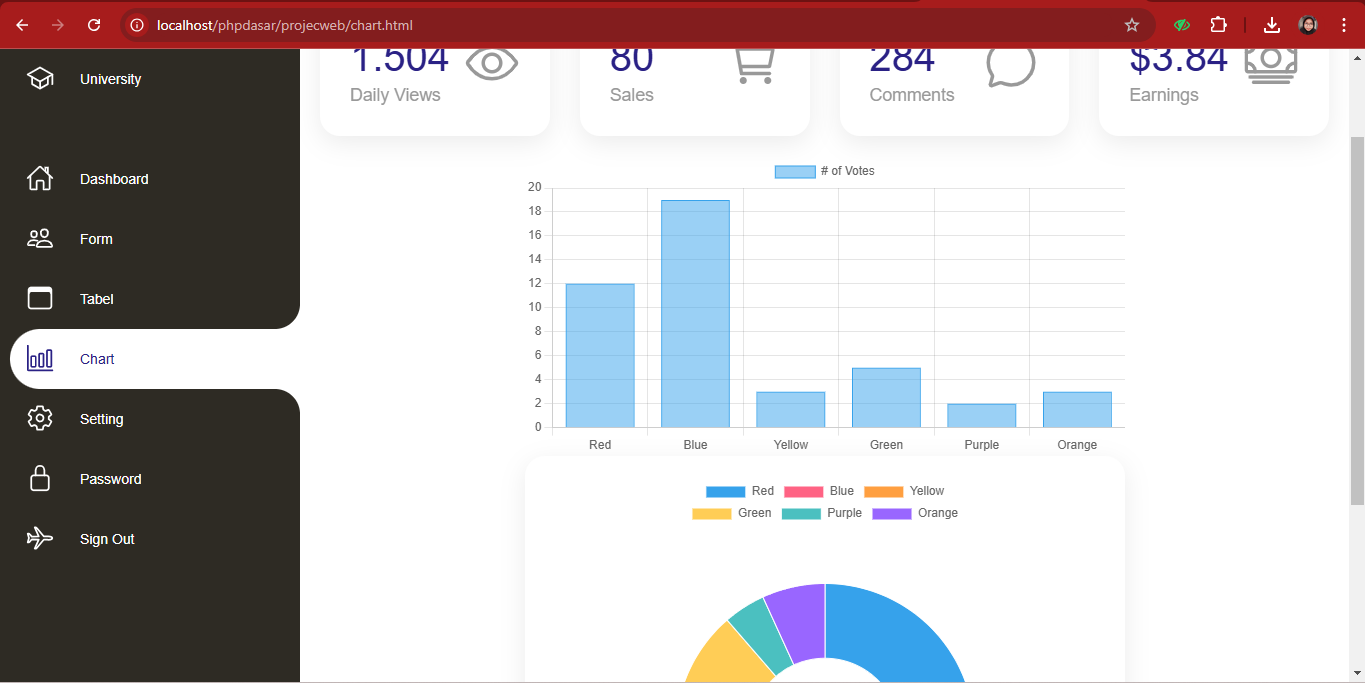 localhost/phpdasar/projecweb/chart.html
University
Dashboard
Form
Tabel
Chart
Setting
Password
Sign Out
1.504
Daily Views
80
Sales
284
Comments
$3.84
Earnings
# of Votes
20
18
16
14
12
10
8
6
4
2
0
Red Blue Yellow Green Purple Orange
Red Blue Yellow
Green Purple Orange